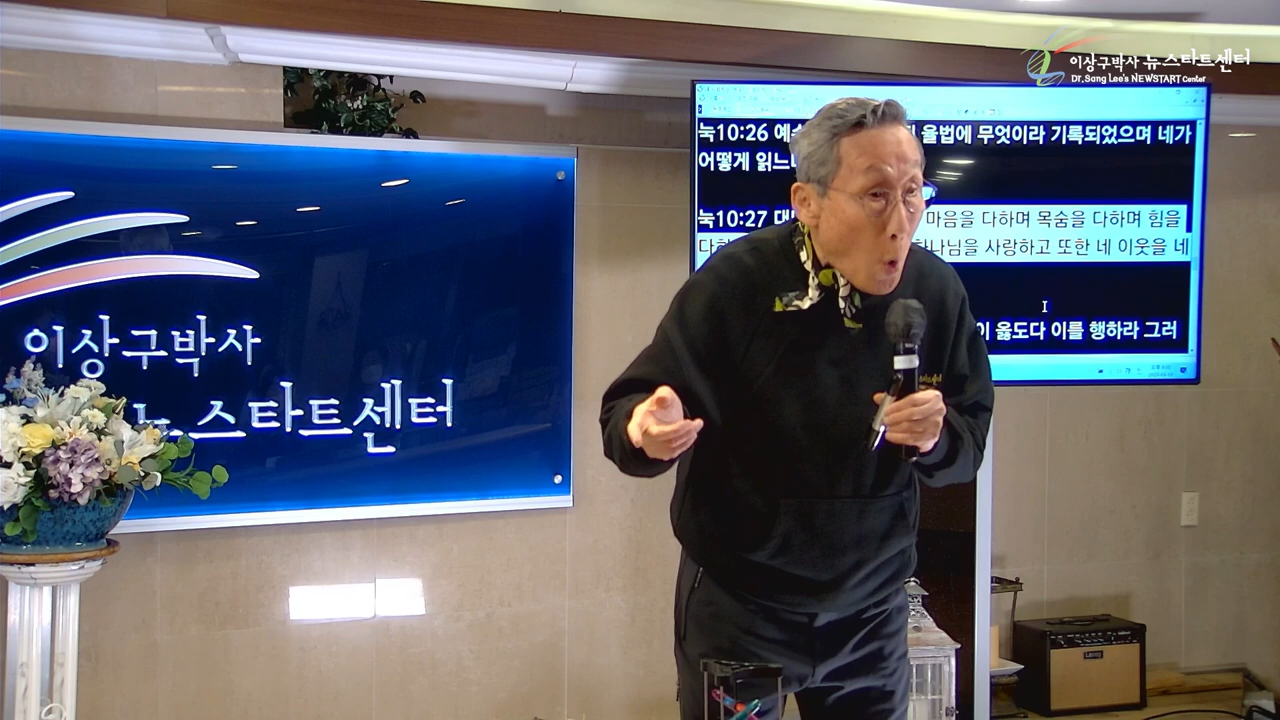 이상구박사 뉴스타트센터
Dr. Sang Lee's NEWSTART Center
눅10:26 예수 율법에 무엇이라 기록되었으며 네가
어떻게 읽느
눅10:27 대 마음을 다하며 목숨을 다하며 힘을
다하 하나님을 사랑하고 또한 네 이웃을 네
이 옳도다 이를 행하라 그러
이상구박사
뉴스타트센터